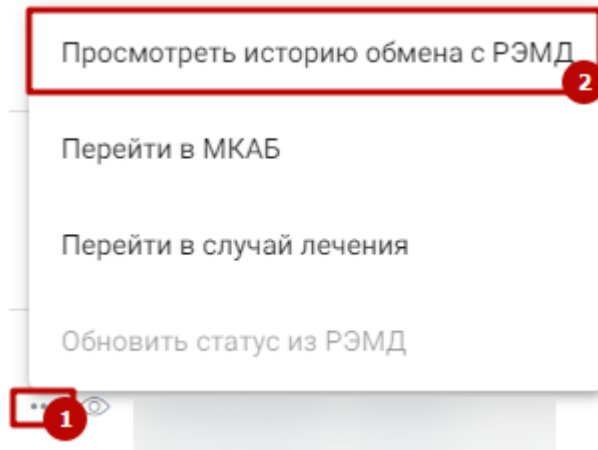 Просмотреть историю обмена с РЭМД
2
Перейти в МКАБ
Перейти в случай лечения
Обновить статус из РЭМД
1